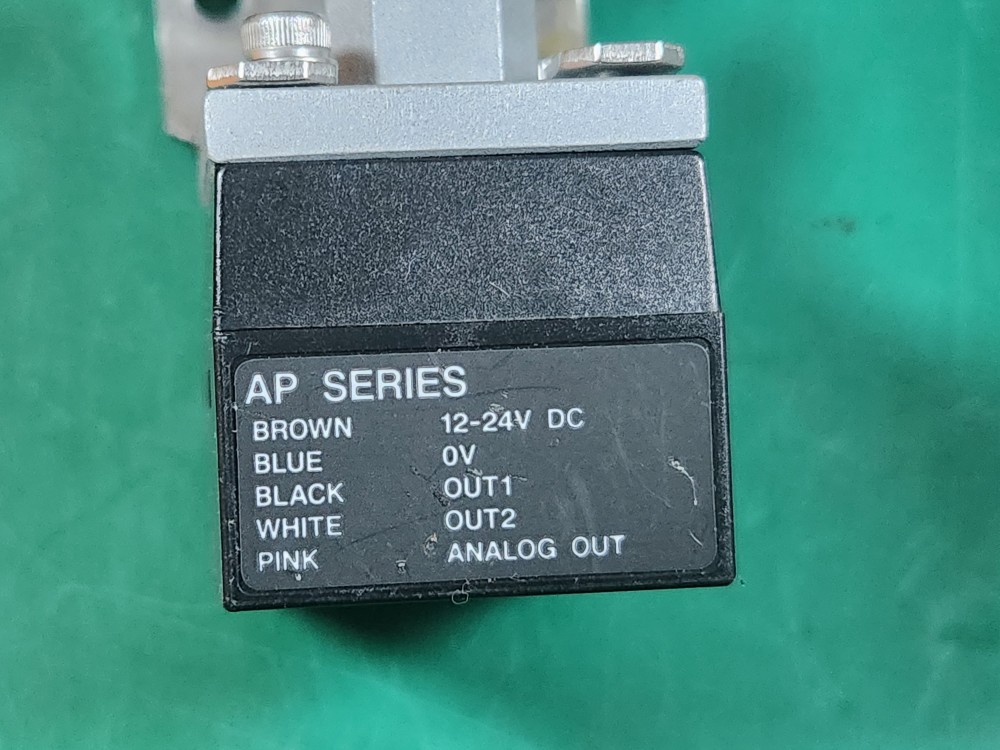 AP SERIES
BROWN 12-24V DC
BLUE 0V
BLACK OUT1
WHITE OUT2
PINK ANALOG OUT